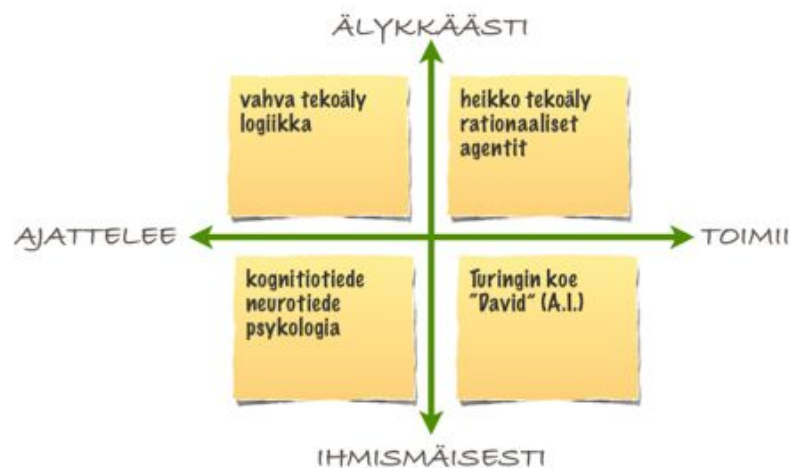 ÄLYKKÄÄSTI
vahva tekoäly
logiikka
heikko tekoäly
rationaaliset
agentit
AJATTELEE
TOIMII
kognitiotiede
neurotiede
psykologia
Turingin koe
"David" (A.I.)
IHMISMÄISESTI